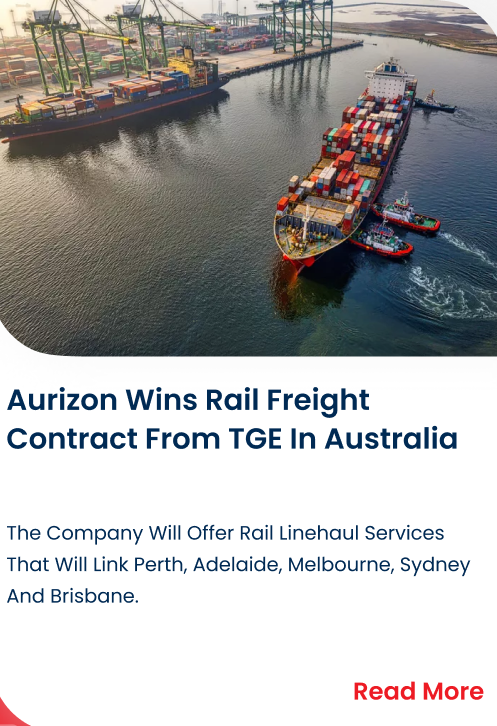 Aurizon Wins Rail Freight
Contract From TGE In Australia
The Company Will Offer Rail Linehaul Services
That Will Link Perth, Adelaide, Melbourne, Sydney
And Brisbane.
Read More